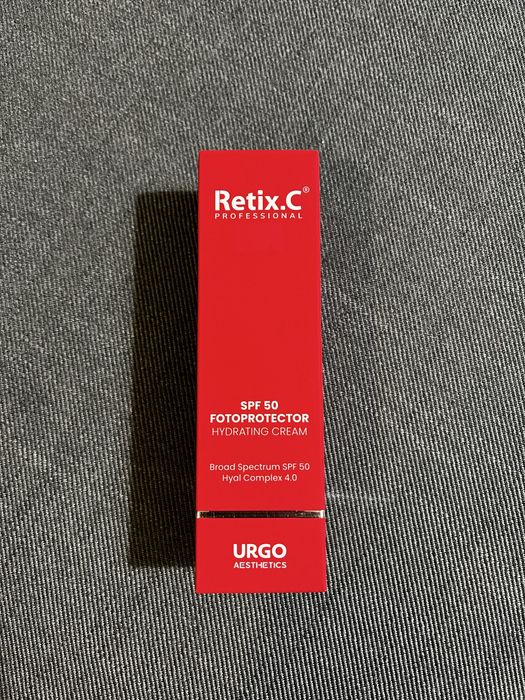 Retix.C®
PROFESSIONAL
SPF 50
FOTOPROTECTOR
HYDRATING CREAM
Broad Spectrum SPF 50
Hyal Complex 4.0
URGO
AESTHETICS